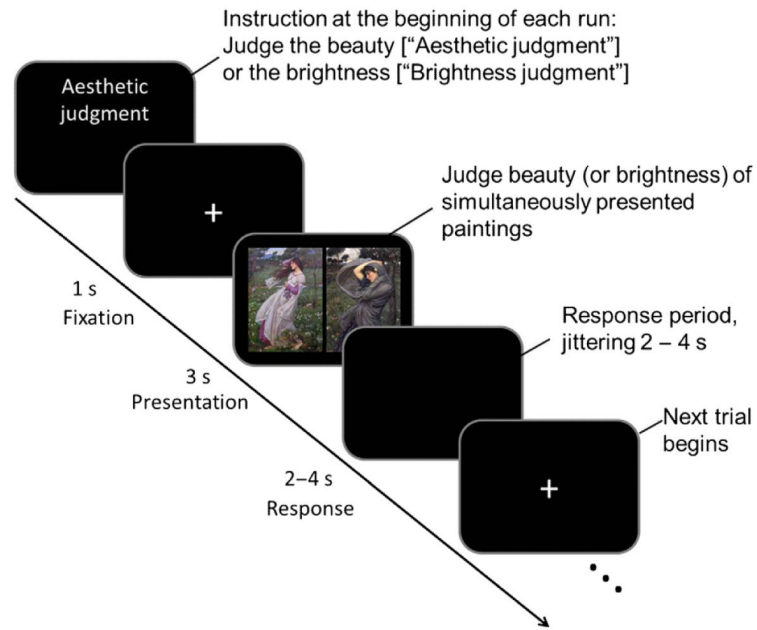 Instruction at the beginning of each run:
Judge the beauty [“Aesthetic judgment”]
or the brightness [“Brightness judgment”]
Aesthetic
judgment
+
Judge beauty (or brightness) of
simultaneously presented
paintings
1 s
Fixation
Response period,
jittering 2 – 4 s
3 s
Presentation
Next trial
begins
2–4 s
Response
+